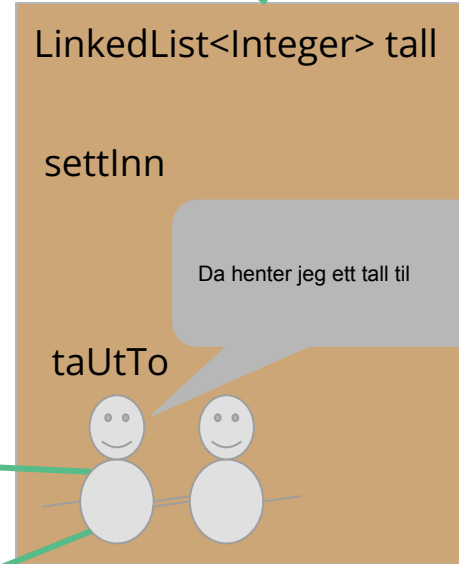 LinkedList<Integer> tall
settInn
Da henter jeg ett tall til
taUtTo